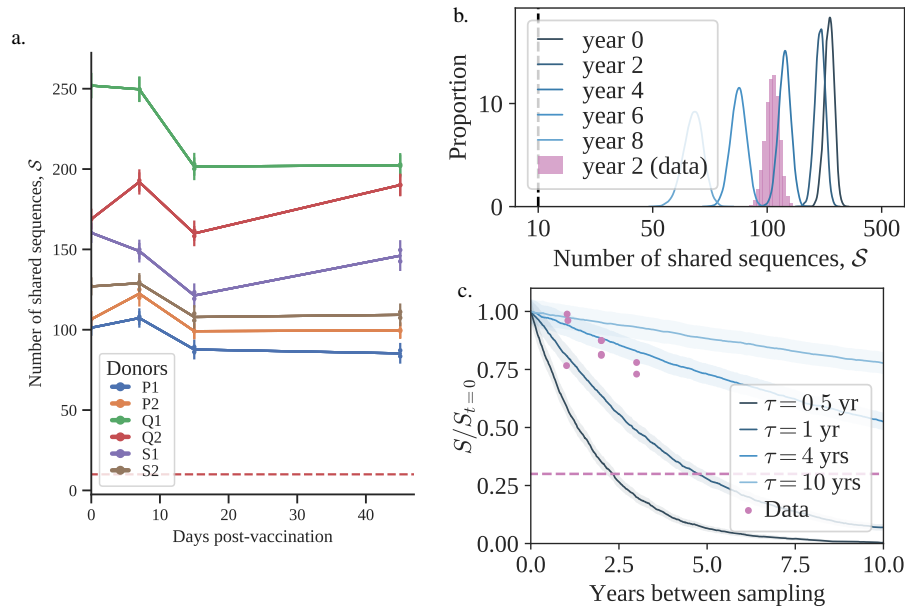 a.
Number of shared sequences, 𝒮
250
200
150
100
50
0
Donors
P1
P2
Q1
Q2
S1
S2
0
10
20
30
40
Days post-vaccination
b.
Proportion
10
0
year 0
year 2
year 4
year 6
year 8
year 2 (data)
10
50
100
500
Number of shared sequences, 𝒮
c.
S/S_{t=0}
1.00
0.75
0.50
0.25
0.00
τ = 0.5 yr
τ = 1 yr
τ = 4 yrs
τ = 10 yrs
Data
0.0
2.5
5.0
7.5
10.0
Years between sampling